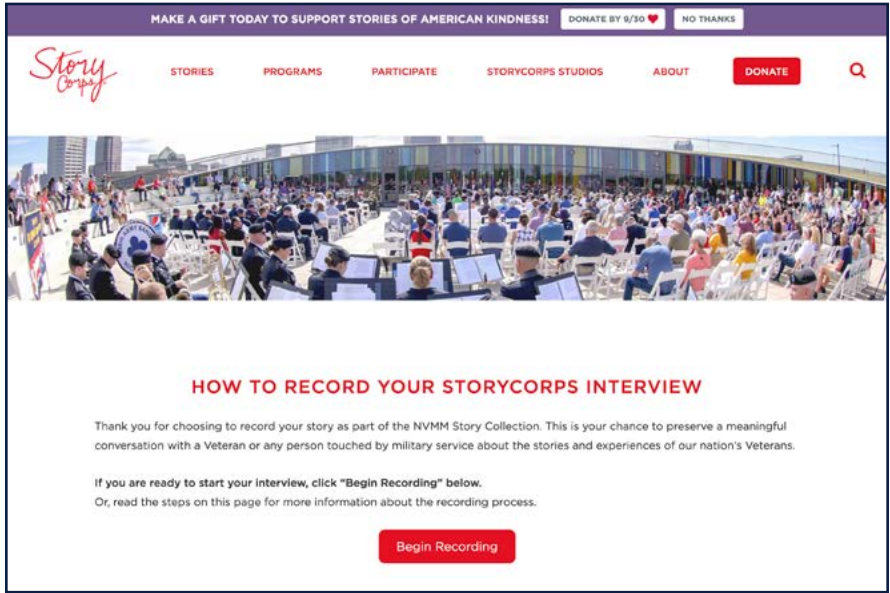 MAKE A GIFT TODAY TO SUPPORT STORIES OF AMERICAN KINDNESS! DONATE BY 9/30 ❤ NO THANKS
Story
Corps
STORIES PROGRAMS PARTICIPATE STORYCORPS STUDIOS ABOUT DONATE
HOW TO RECORD YOUR STORYCORPS INTERVIEW
Thank you for choosing to record your story as part of the NVMM Story Collection. This is your chance to preserve a meaningful
conversation with a Veteran or any person touched by military service about the stories and experiences of our nation's Veterans.
If you are ready to start your interview, click "Begin Recording" below.
Or, read the steps on this page for more information about the recording process.
Begin Recording